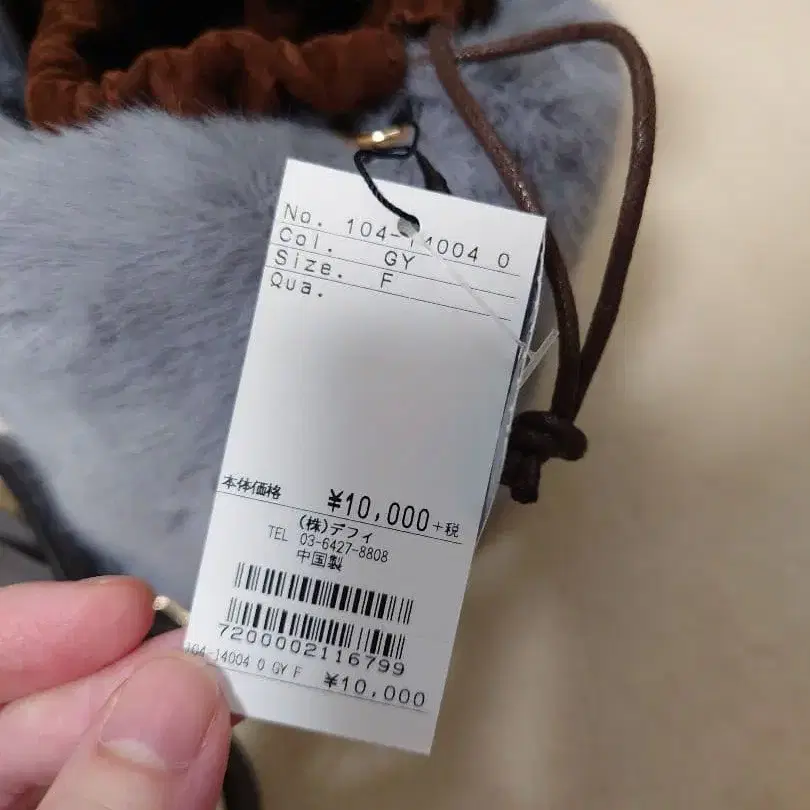 No. 104-14004 0
Col. GY
Size. F
Qua.
本体価格 ¥10,000+税
(株)デフィ
TEL 03-6427-8808
中国製
7200002116799
104-14004 0 GY F ¥10,000